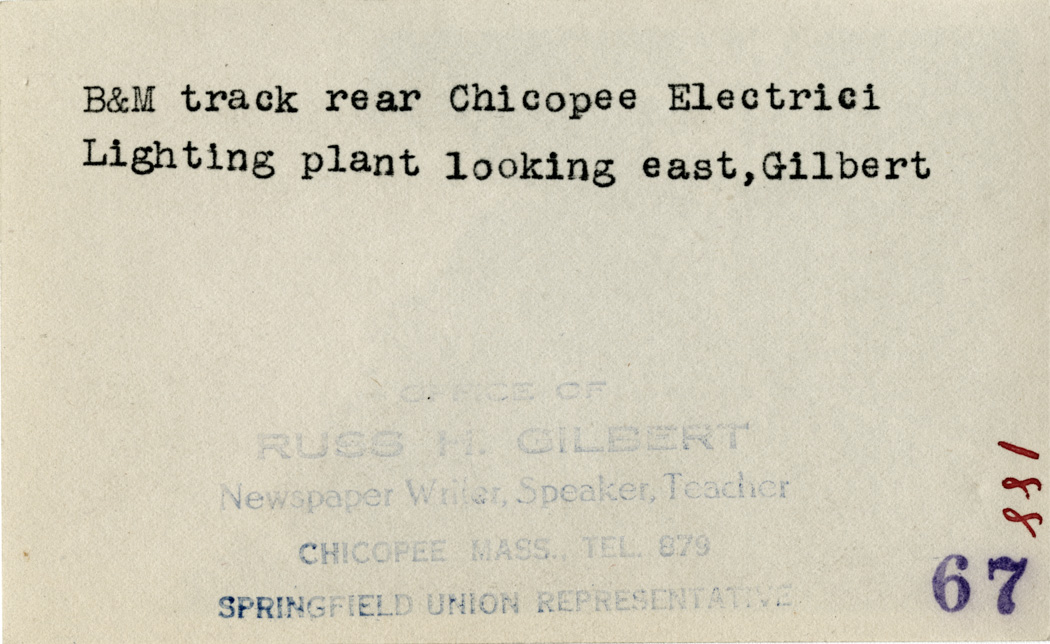 B&M track rear Chicopee Electrici
Lighting plant looking east,Gilbert
OFFICE OF
RUSS H. GILBERT
Newspaper Writer, Speaker, Teacher
CHICOPEE MASS., TEL. 879
SPRINGFIELD UNION REPRESENTATIVE
188
67